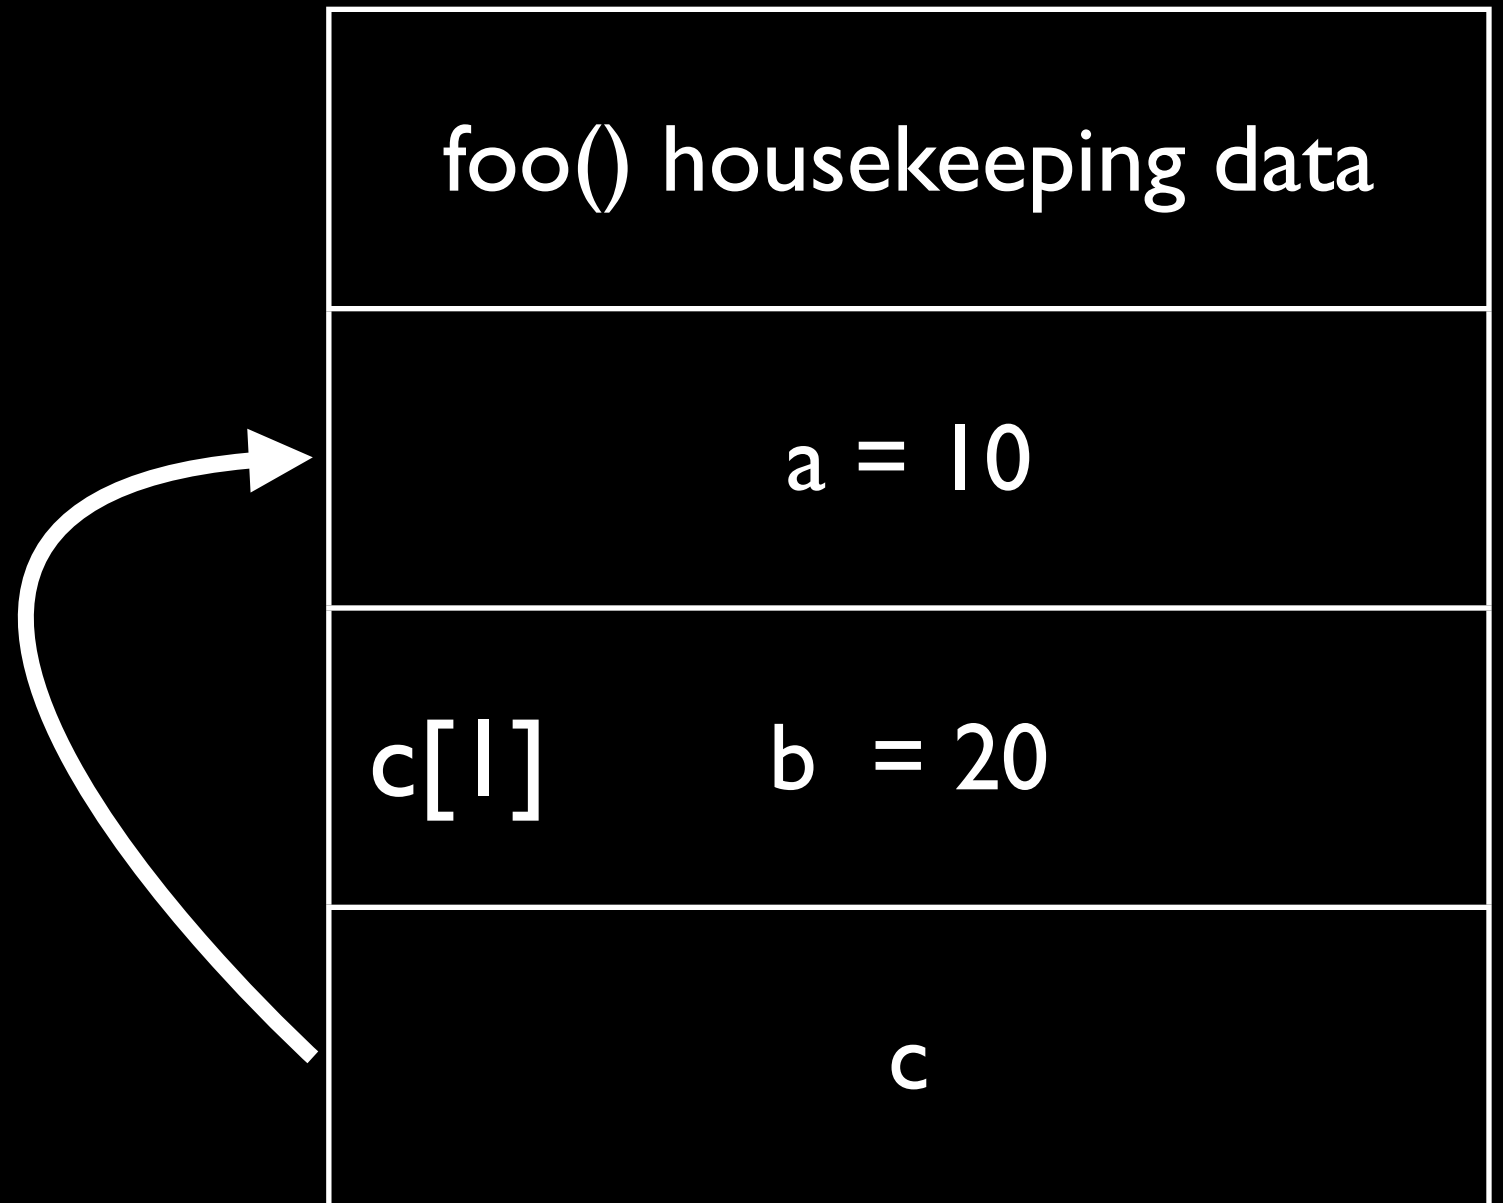 foo() housekeeping data
a = 10
c[1] b = 20
c